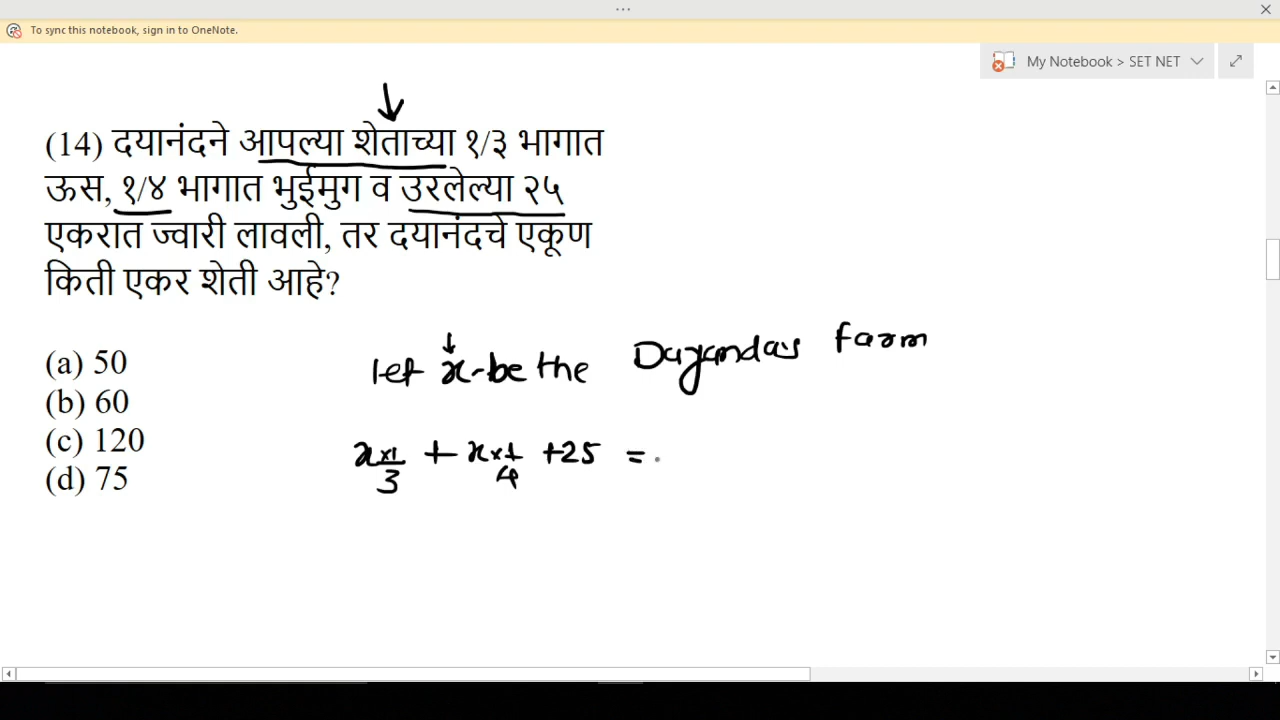 To sync this notebook, sign in to OneNote.
My Notebook > SET NET
(14) दयानंदने आपल्या शेताच्या १/३ भागात
ऊस, १/४ भागात भुईमुग व उरलेल्या २५
एकरात ज्वारी लावली, तर दयानंदचे एकूण
किती एकर शेती आहे?
let x-be the Dayanda's farm
(a) 50
(b) 60
(c) 120
(d) 75
x×1/3 + x×1/4 +25 =